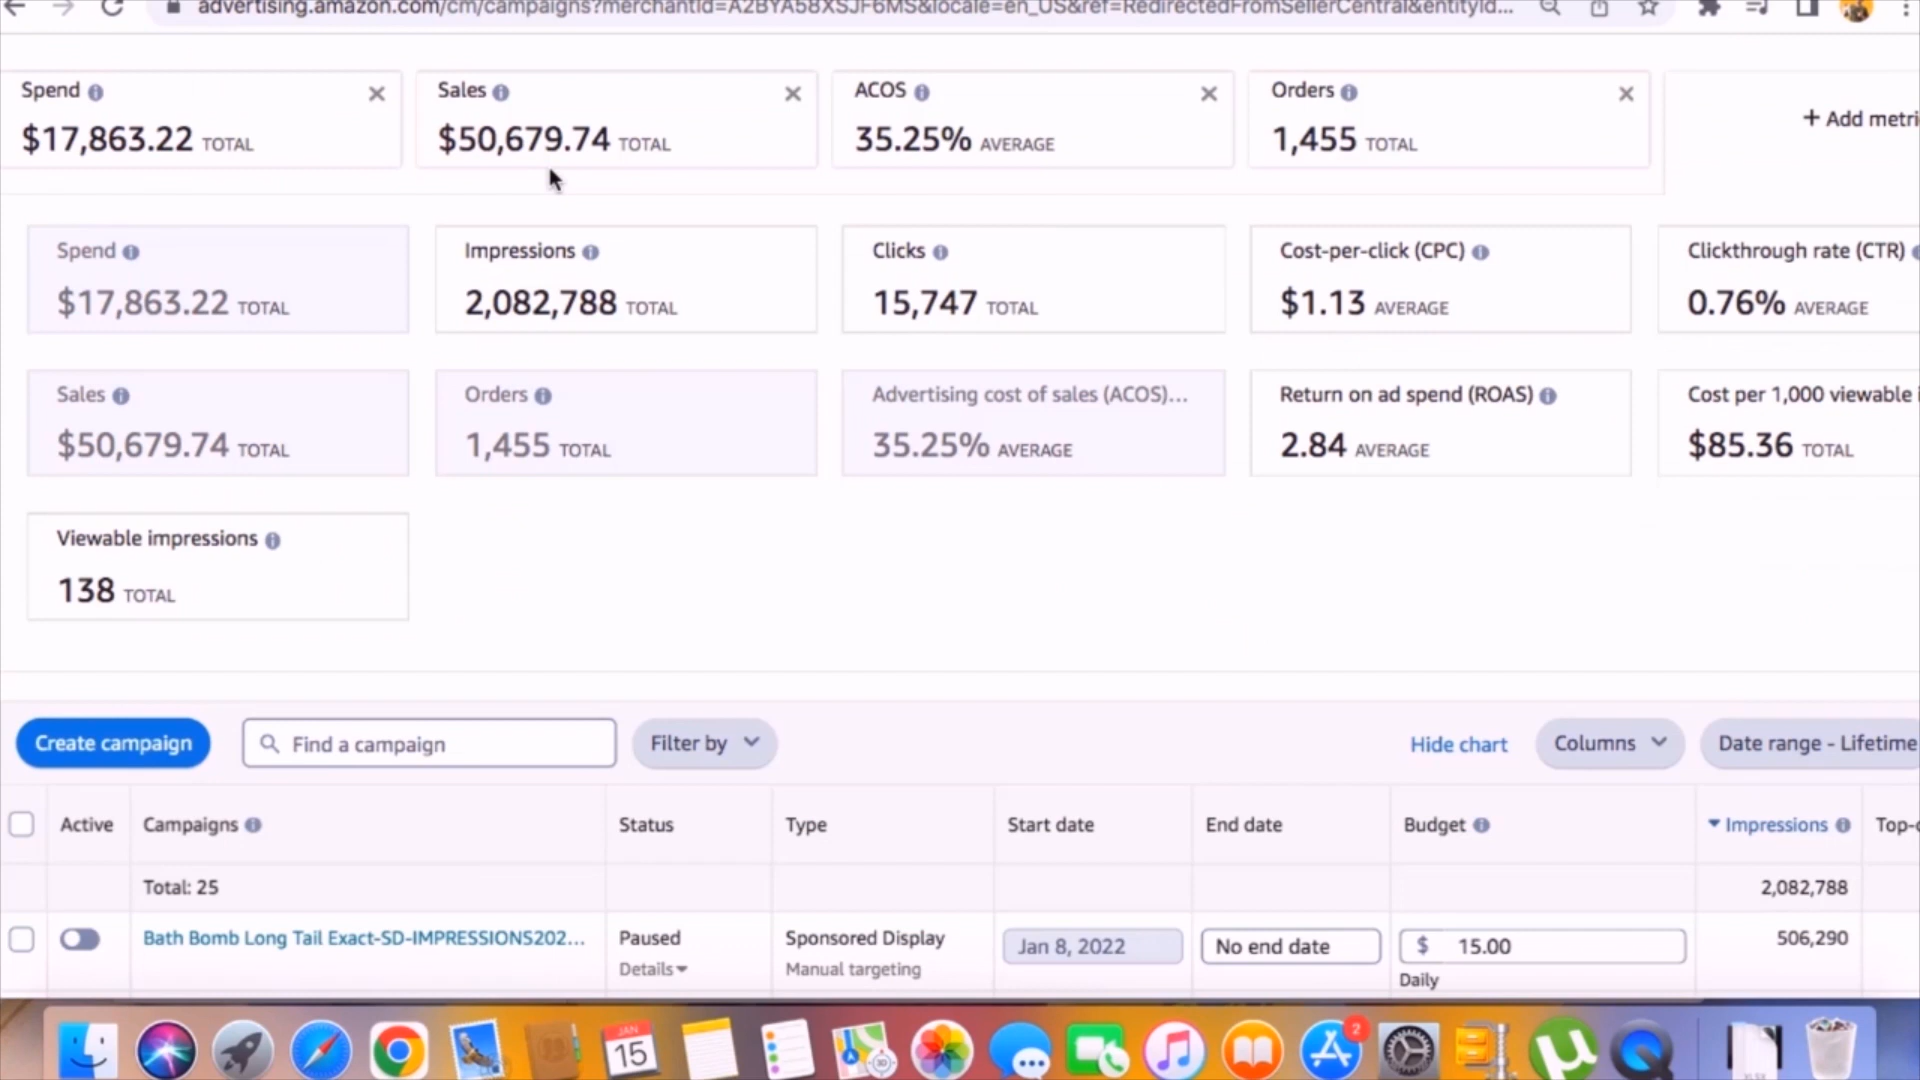 advertising.amazon.com/cm/campaigns?merchantId=A2BYA58XSJF6MS&locale=en_US&ref=RedirectedFromSellerCentral&entityId...
Spend Sales ACOS Orders
+ Add metri
$17,863.22 TOTAL $50,679.74 TOTAL 35.25% AVERAGE 1,455 TOTAL
Spend Impressions Clicks Cost-per-click (CPC) Clickthrough rate (CTR)
$17,863.22 TOTAL 2,082,788 TOTAL 15,747 TOTAL $1.13 AVERAGE 0.76% AVERAGE
Sales Orders Advertising cost of sales (ACOS)... Return on ad spend (ROAS) Cost per 1,000 viewable i
$50,679.74 TOTAL 1,455 TOTAL 35.25% AVERAGE 2.84 AVERAGE $85.36 TOTAL
Viewable impressions
138 TOTAL
Create campaign Find a campaign Filter by Hide chart Columns Date range - Lifetime
Active Campaigns Status Type Start date End date Budget Impressions Top-
Total: 25 2,082,788
Bath Bomb Long Tail Exact-SD-IMPRESSIONS202... Paused Sponsored Display Jan 8, 2022 No end date $ 15.00 506,290
Details Manual targeting Daily
JAN
15
2
XLSX